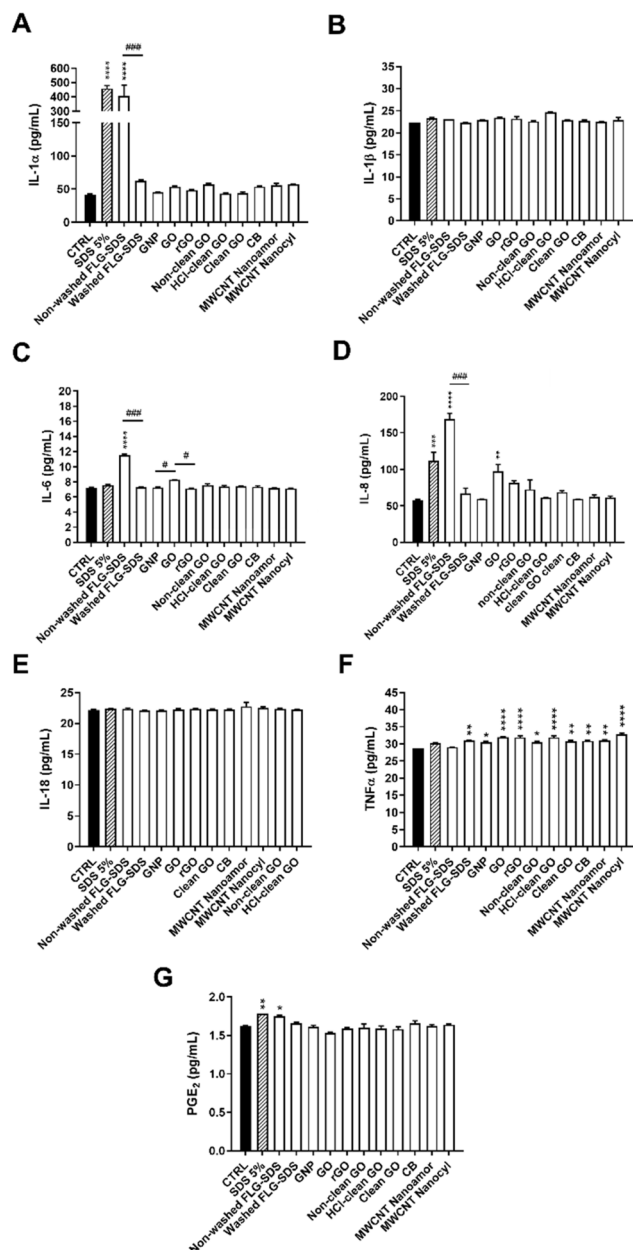 A
IL-1α (pg/mL)
600
500
400
300
100
50
0
****
****
###
CTRL
SDS 5%
Non-washed FLG-SDS
Washed FLG-SDS
GNP
GO
rGO
Non-clean GO
HCl-clean GO
Clean GO
CB
MWCNT Nanoamor
MWCNT Nanocyl
B
IL-1β (pg/mL)
40
35
30
25
20
15
10
5
0
CTRL
SDS 5%
Non-washed FLG-SDS
Washed FLG-SDS
GNP
GO
rGO
Non-clean GO
HCl-clean GO
Clean GO
CB
MWCNT Nanoamor
MWCNT Nanocyl
C
IL-6 (pg/mL)
16
14
12
10
8
6
4
2
0
****
###
#
#
CTRL
SDS 5%
Non-washed FLG-SDS
Washed FLG-SDS
GNP
GO
rGO
Non-clean GO
HCl-clean GO
Clean GO
CB
MWCNT Nanoamor
MWCNT Nanocyl
D
IL-8 (pg/mL)
200
150
100
50
0
***
****
###
**
CTRL
SDS 5%
Non-washed FLG-SDS
Washed FLG-SDS
GNP
GO
rGO
non-clean GO
HCl-clean GO
clean GO clean
CB
MWCNT Nanoamor
MWCNT Nanocyl
E
IL-18 (pg/mL)
40
35
30
25
20
15
10
5
0
CTRL
SDS 5%
Non-washed FLG-SDS
Washed FLG-SDS
GNP
GO
rGO
Clean GO
CB
MWCNT Nanoamor
MWCNT Nanocyl
Non-clean GO
HCl-clean GO
F
TNFα (pg/mL)
45
40
35
30
25
20
15
10
5
0
**
*
****
****
*
****
**
**
**
****
CTRL
SDS 5%
Non-washed FLG-SDS
Washed FLG-SDS
GNP
GO
rGO
Non-clean GO
HCl-clean GO
Clean GO
CB
MWCNT Nanoamor
MWCNT Nanocyl
G
PGE₂ (pg/mL)
2.0
1.5
1.0
0.5
0.0
**
*
CTRL
SDS 5%
Non-washed FLG-SDS
Washed FLG-SDS
GNP
GO
rGO
Non-clean GO
HCl-clean GO
Clean GO
CB
MWCNT Nanoamor
MWCNT Nanocyl